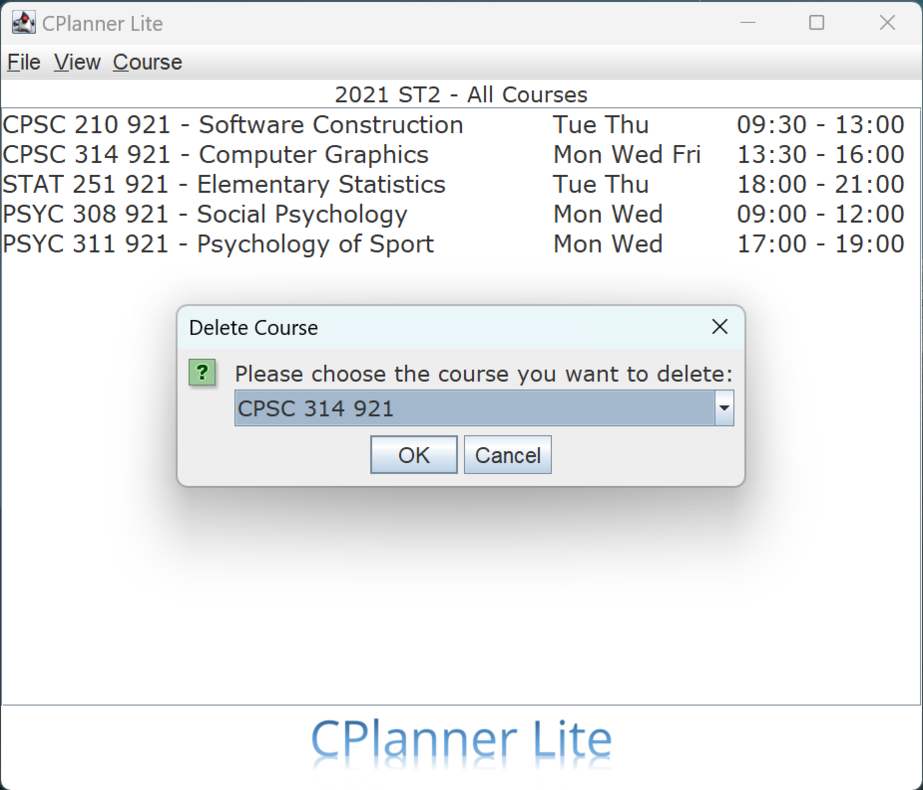 CPlanner Lite
File View Course
2021 ST2 - All Courses
CPSC 210 921 - Software Construction Tue Thu 09:30 - 13:00
CPSC 314 921 - Computer Graphics Mon Wed Fri 13:30 - 16:00
STAT 251 921 - Elementary Statistics Tue Thu 18:00 - 21:00
PSYC 308 921 - Social Psychology Mon Wed 09:00 - 12:00
PSYC 311 921 - Psychology of Sport Mon Wed 17:00 - 19:00
Delete Course
? Please choose the course you want to delete:
CPSC 314 921
OK Cancel
CPlanner Lite